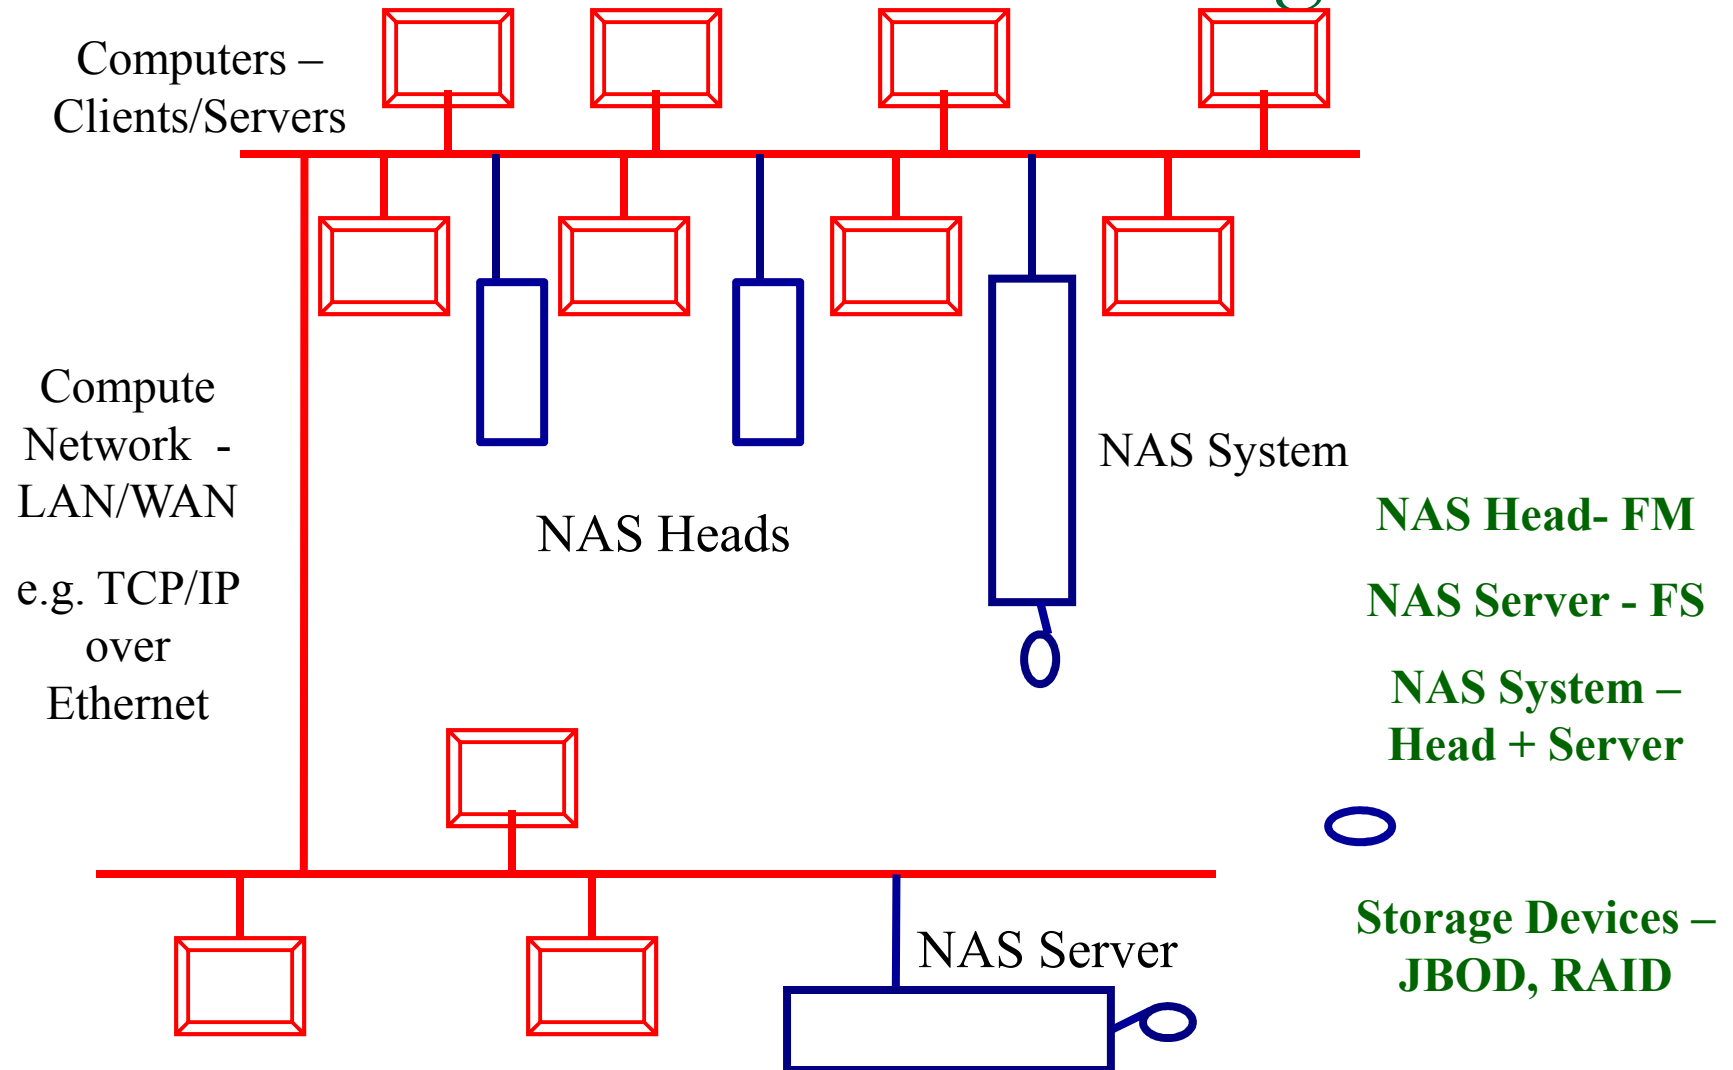 Computers –
Clients/Servers
Compute
Network -
LAN/WAN
e.g. TCP/IP
over
Ethernet
NAS Heads
NAS System
NAS Head- FM
NAS Server - FS
NAS System –
Head + Server
Storage Devices –
JBOD, RAID
NAS Server